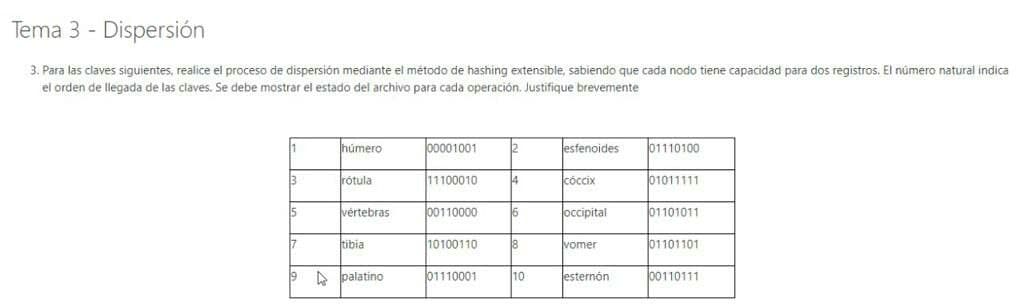 Tema 3 - Dispersión
3. Para las claves siguientes, realice el proceso de dispersión mediante el método de hashing extensible, sabiendo que cada nodo tiene capacidad para dos registros. El número natural indica
el orden de llegada de las claves. Se debe mostrar el estado del archivo para cada operación. Justifique brevemente
1 húmero 00001001 2 esfenoides 01110100
3 rótula 11100010 4 cóccix 01011111
5 vértebras 00110000 6 occipital 01101011
7 tibia 10100110 8 vomer 01101101
9 palatino 01110001 10 esternón 00110111